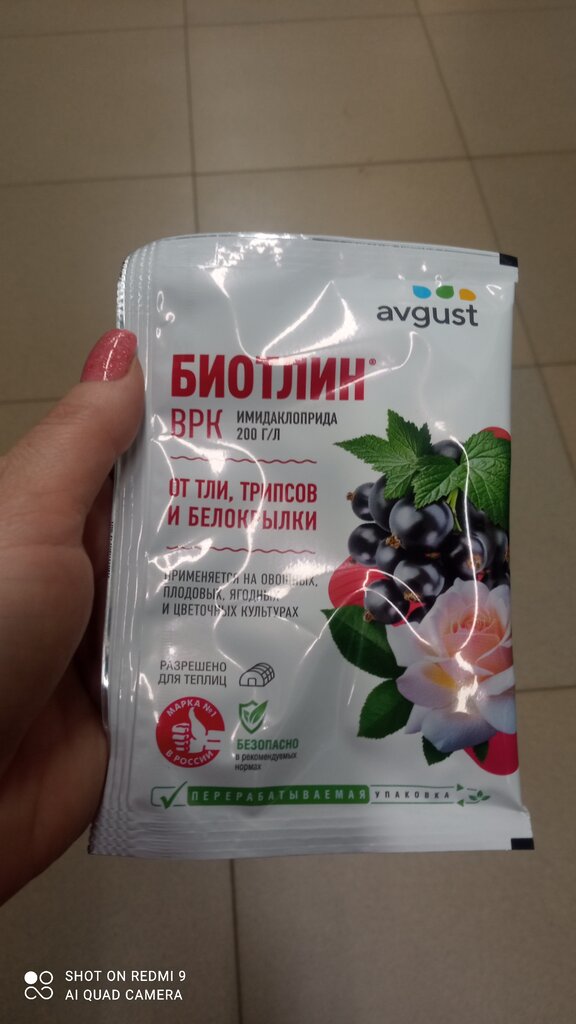 avgust
БИОТЛИН®
ВРК ИМИДАКЛОПРИДА
200 Г/Л
ОТ ТЛИ, ТРИПСОВ
И БЕЛОКРЫЛКИ
ПРИМЕНЯЕТСЯ НА ОВОЩНЫХ,
ПЛОДОВЫХ, ЯГОДНЫХ
И ЦВЕТОЧНЫХ КУЛЬТУРАХ
РАЗРЕШЕНО
ДЛЯ ТЕПЛИЦ
МАРКА №1
В РОССИИ
БЕЗОПАСНО
в рекомендуемых
нормах
ПЕРЕРАБАТЫВАЕМАЯ УПАКОВКА
SHOT ON REDMI 9
AI QUAD CAMERA